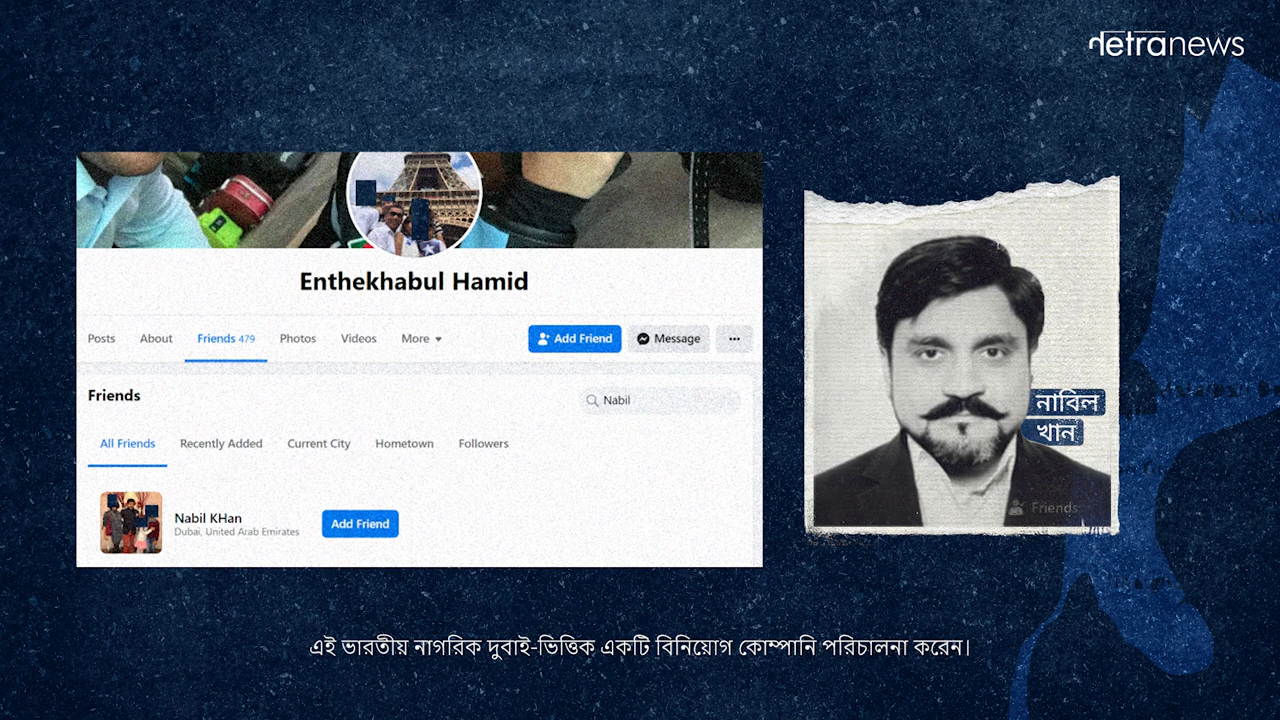 netranews
Enthekhabul Hamid
Posts About Friends 479 Photos Videos More Add Friend Message ...
Friends
Nabil
All Friends Recently Added Current City Hometown Followers
Nabil KHan
Dubai, United Arab Emirates
Add Friend
নাবিল
খান
Friends
এই ভারতীয় নাগরিক দুবাই-ভিত্তিক একটি বিনিয়োগ কোম্পানি পরিচালনা করেন।